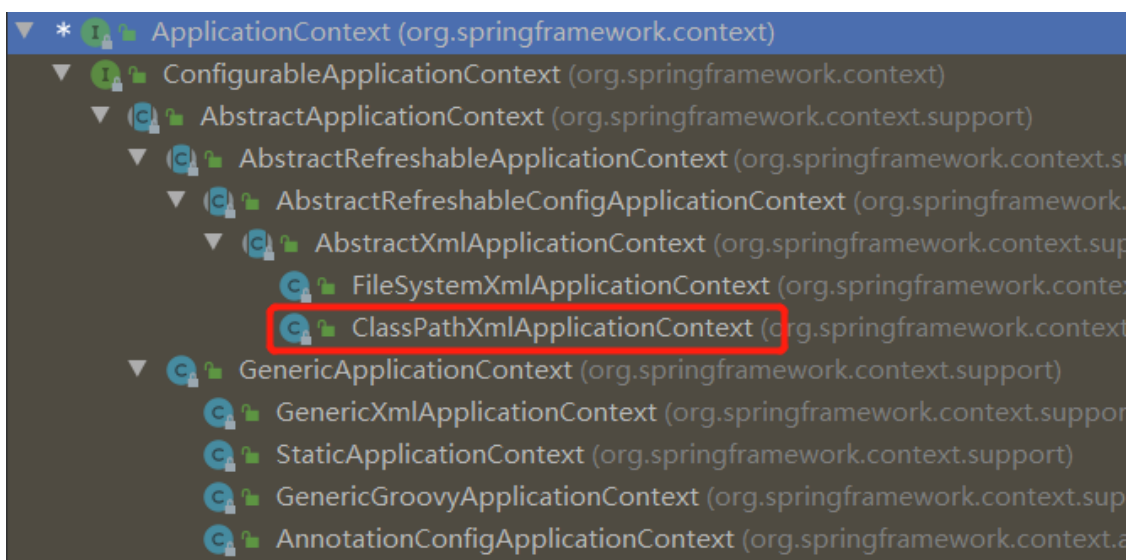 * ApplicationContext (org.springframework.context)
ConfigurableApplicationContext (org.springframework.context)
AbstractApplicationContext (org.springframework.context.support)
AbstractRefreshableApplicationContext (org.springframework.context.s
AbstractRefreshableConfigApplicationContext (org.springframework.
AbstractXmlApplicationContext (org.springframework.context.sup
FileSystemXmlApplicationContext (org.springframework.conte
ClassPathXmlApplicationContext (org.springframework.context
GenericApplicationContext (org.springframework.context.support)
GenericXmlApplicationContext (org.springframework.context.suppor
StaticApplicationContext (org.springframework.context.support)
GenericGroovyApplicationContext (org.springframework.context.sup
AnnotationConfigApplicationContext (org.springframework.context.a